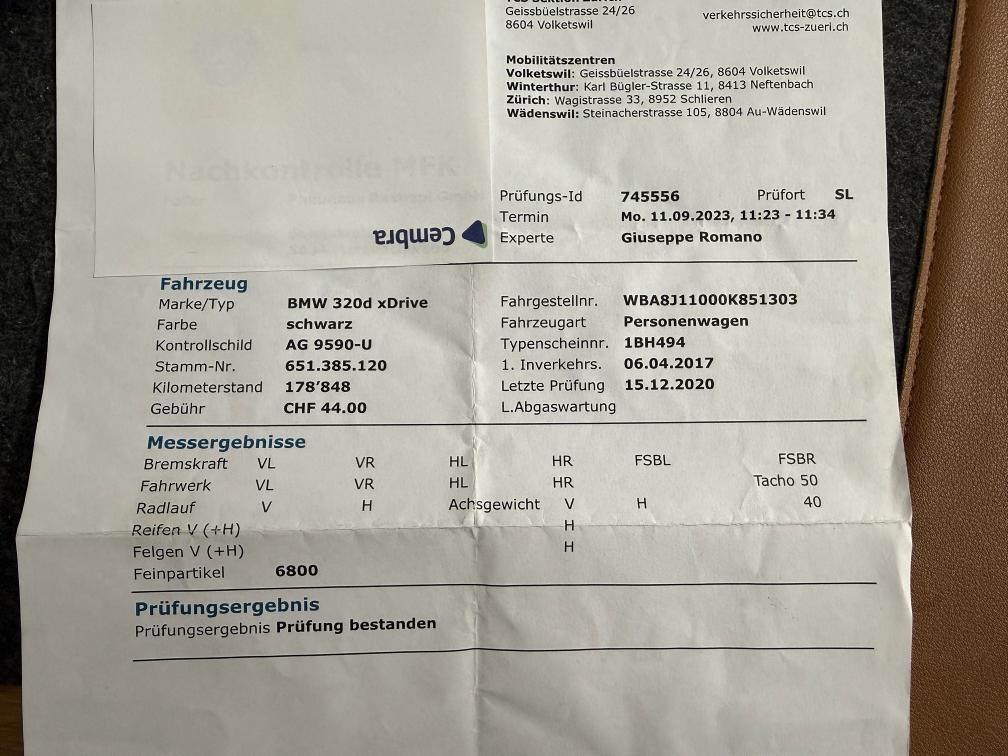 Geissbüelstrasse 24/26
8604 Volketswil
verkehrssicherheit@tcs.ch
www.tcs-zueri.ch
Mobilitätszentren
Volketswil: Geissbüelstrasse 24/26, 8604 Volketswil
Winterthur: Karl Bügler-Strasse 11, 8413 Neftenbach
Zürich: Wagistrasse 33, 8952 Schlieren
Wädenswil: Steinacherstrasse 105, 8804 Au-Wädenswil
Nachkontrolle MFK
Cembra
Prüfungs-Id 745556 Prüfort SL
Termin Mo. 11.09.2023, 11:23 - 11:34
Experte Giuseppe Romano
Fahrzeug
Marke/Typ BMW 320d xDrive
Farbe schwarz
Kontrollschild AG 9590-U
Stamm-Nr. 651.385.120
Kilometerstand 178'848
Gebühr CHF 44.00
Fahrgestellnr. WBA8J11000K851303
Fahrzeugart Personenwagen
Typenscheinnr. 1BH494
1. Inverkehrs. 06.04.2017
Letzte Prüfung 15.12.2020
L.Abgaswartung
Messergebnisse
Bremskraft VL VR HL HR FSBL FSBR
Fahrwerk VL VR HL HR Tacho 50
Radlauf V H Achsgewicht V H 40
Reifen V (+H) H
Felgen V (+H) H
Feinpartikel 6800
Prüfungsergebnis
Prüfungsergebnis Prüfung bestanden